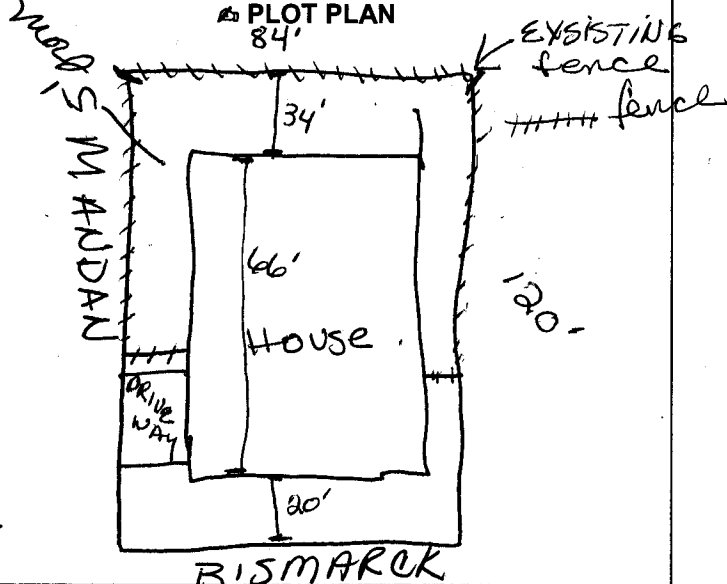 PLOT PLAN
84'
EXSISTING
fence
fence
34'
S MANDAN
66'
House
120.
DRIVE
WAY
20'
BISMARCK